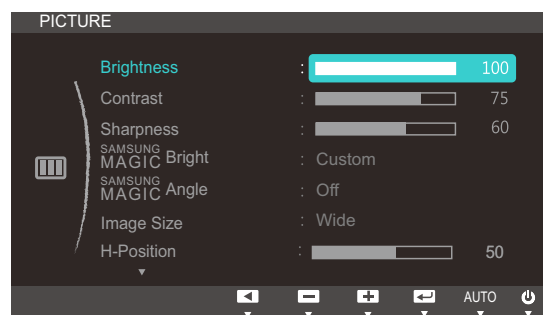 PICTURE
Brightness : 100
Contrast : 75
Sharpness : 60
SAMSUNG MAGIC Bright : Custom
SAMSUNG MAGIC Angle : Off
Image Size : Wide
H-Position : 50
AUTO